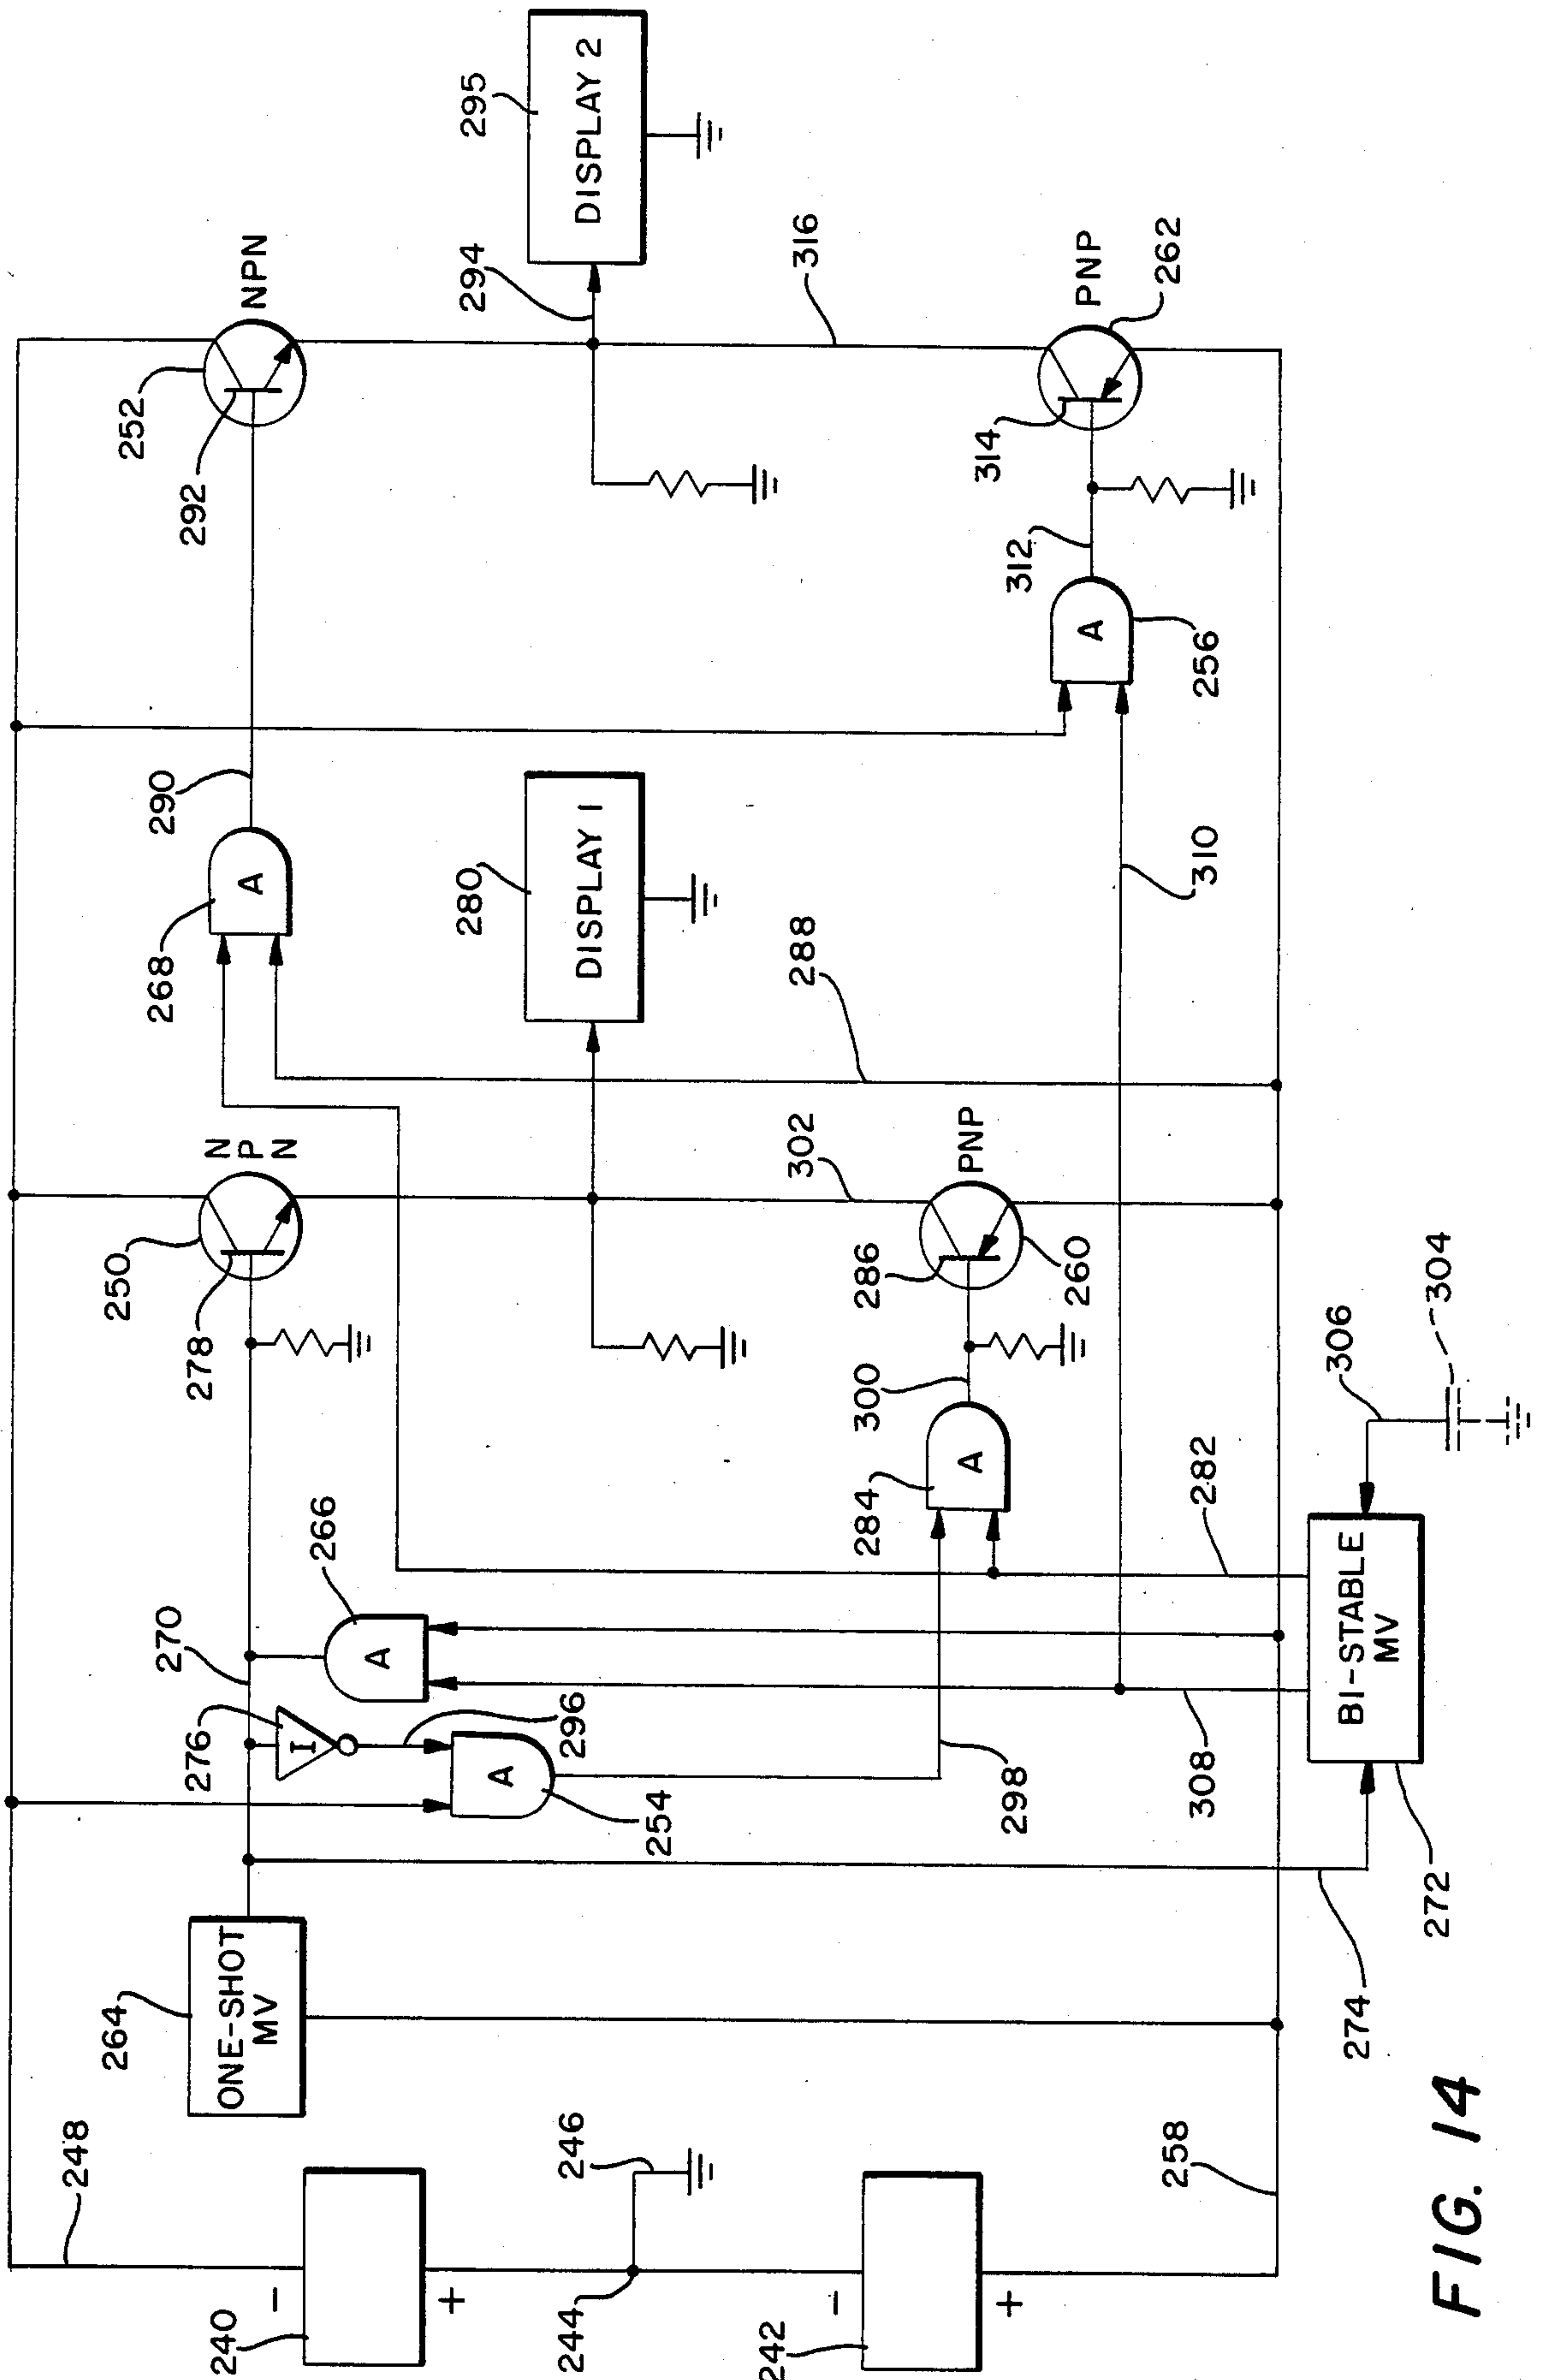 295
DISPLAY 2
294
NPN
252
292
316
PNP
262
314
312
A
256
290
A
268
280
DISPLAY 1
310
288
N
P
N
250
278
302
PNP
286
260
300
A
284
304
306
282
266
A
270
276
I
296
A
254
298
308
BI-STABLE
MV
272
274
264
ONE-SHOT
MV
248
246
258
240
-
+
244
242
-
+
FIG. 14